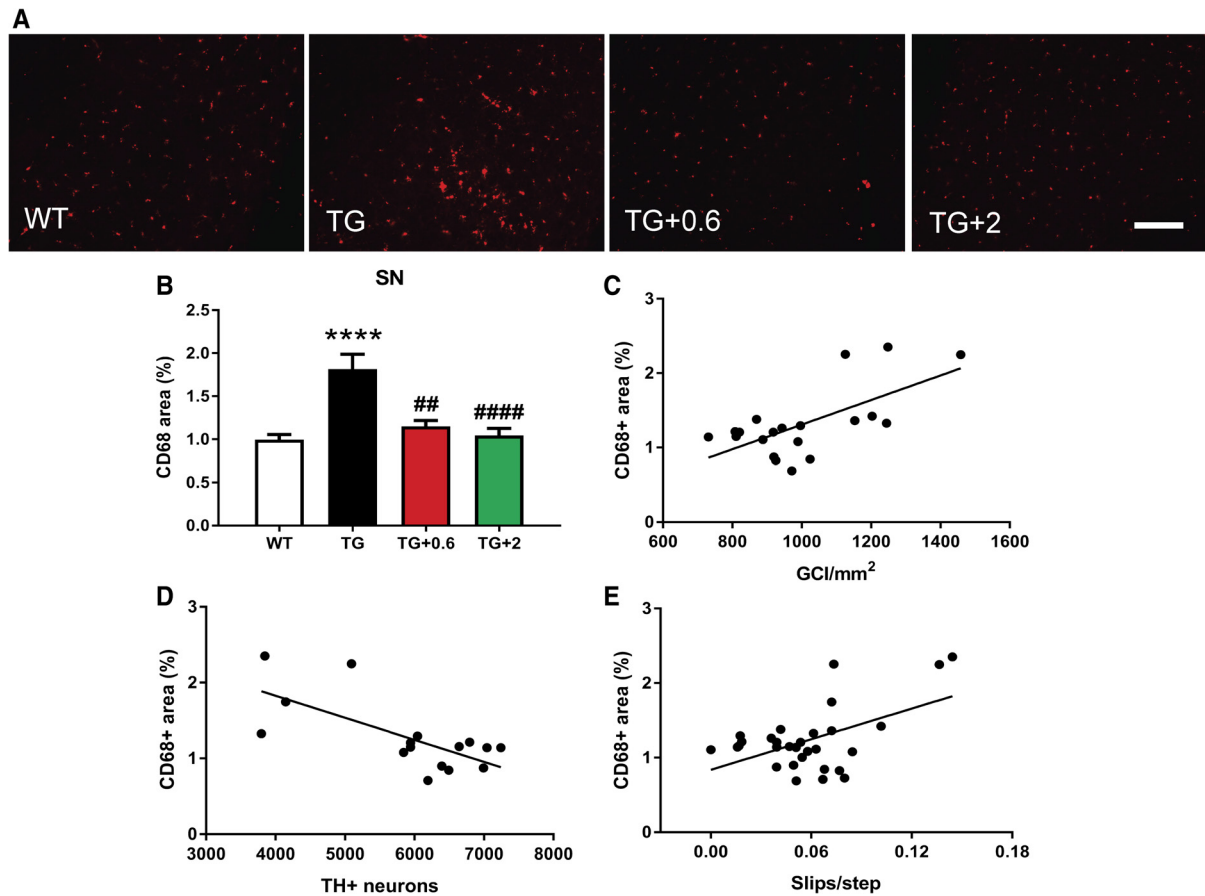 A
WT
TG
TG+0.6
TG+2
B
SN
CD68 area (%)
2.5
2.0
1.5
1.0
0.5
0.0
****
##
####
WT
TG
TG+0.6
TG+2
C
CD68+ area (%)
3
2
1
0
600
800
1000
1200
1400
1600
GCI/mm²
D
CD68+ area (%)
3
2
1
0
3000
4000
5000
6000
7000
8000
TH+ neurons
E
CD68+ area (%)
3
2
1
0
0.00
0.06
0.12
0.18
Slips/step